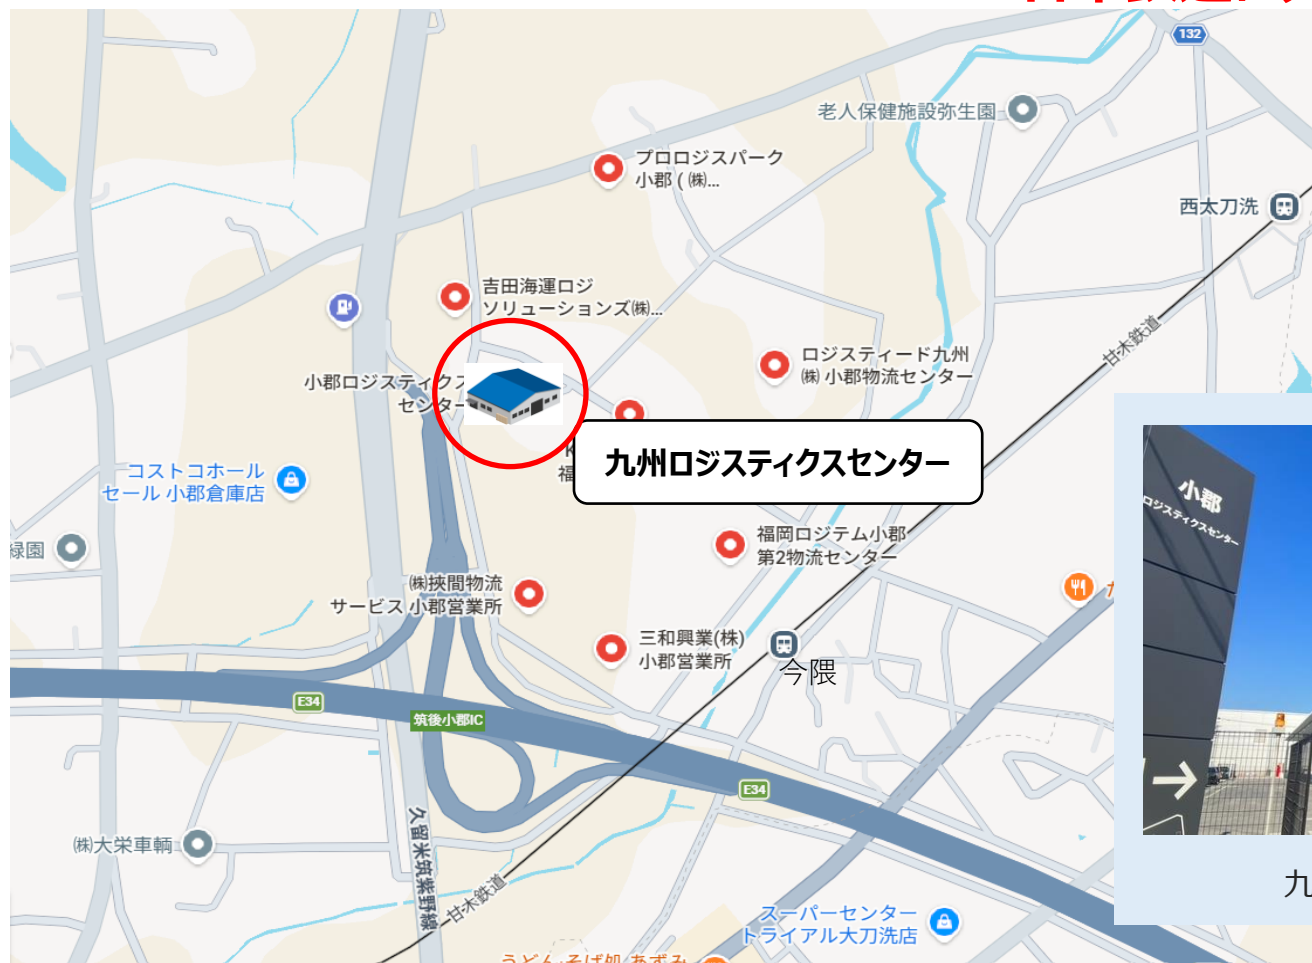 132
老人保健施設弥生園
プロロジスパーク
小郡 ( ㈱...
西太刀洗
吉田海運ロジ
ソリューションズ㈱...
甘木鉄道
ロジスティード九州
㈱ 小郡物流センター
小郡ロジスティクス
センター
九州ロジスティクスセンター
K
福
コストコホール
セール 小郡倉庫店
小郡
ロジスティクスセンター
福岡ロジテム小郡
第2物流センター
緑園
㈱挾間物流
サービス 小郡営業所
三和興業(株)
小郡営業所
今隈
E34
筑後小郡IC
E34
久留米筑紫野線
㈱大栄車輌
九
甘木鉄道
スーパーセンター
トライアル大刀洗店
うどん・そば処 あずみ